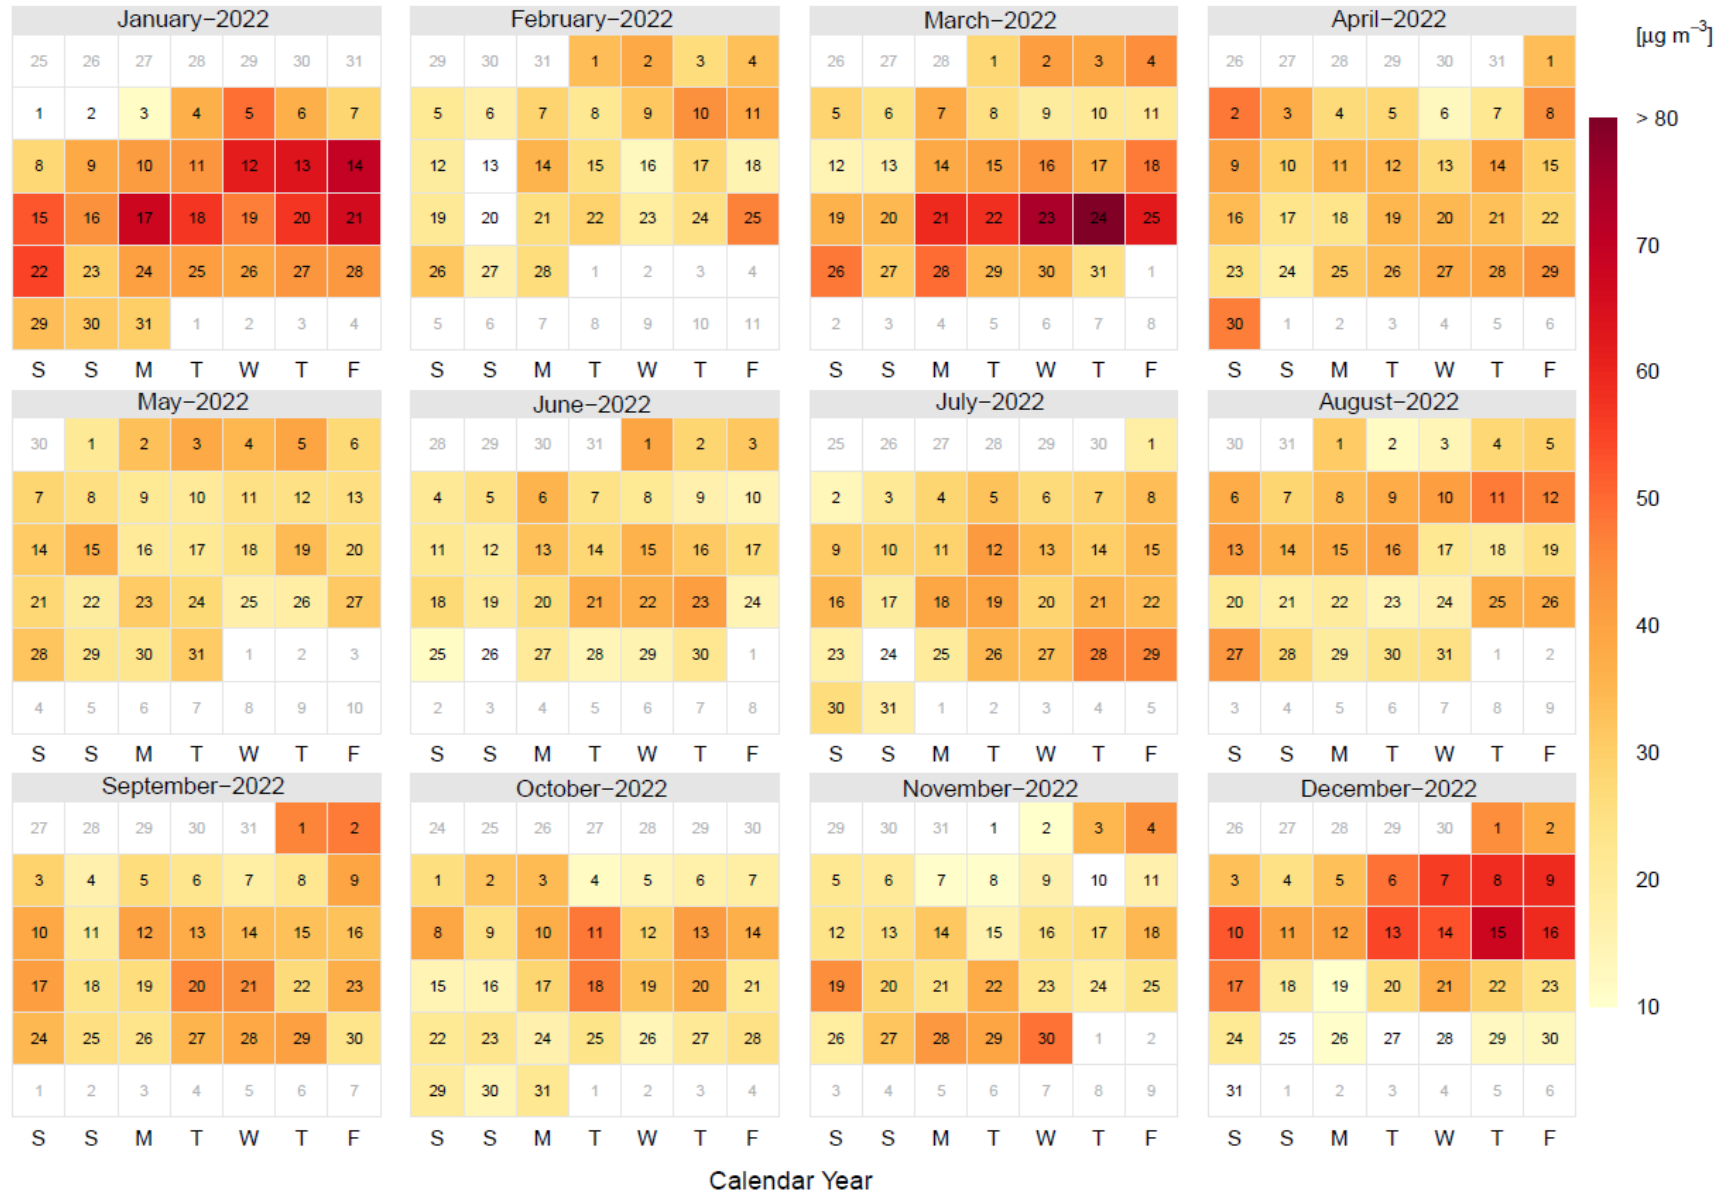 January−2022 February−2022 March−2022 April−2022
[μg m⁻³]
25 26 27 28 29 30 31 29 30 31 1 2 3 4 26 27 28 1 2 3 4 26 27 28 29 30 31 1
1 2 3 4 5 6 7 5 6 7 8 9 10 11 5 6 7 8 9 10 11 2 3 4 5 6 7 8
> 80
8 9 10 11 12 13 14 12 13 14 15 16 17 18 12 13 14 15 16 17 18 9 10 11 12 13 14 15
15 16 17 18 19 20 21 19 20 21 22 23 24 25 19 20 21 22 23 24 25 16 17 18 19 20 21 22
70
22 23 24 25 26 27 28 26 27 28 1 2 3 4 26 27 28 29 30 31 1 23 24 25 26 27 28 29
29 30 31 1 2 3 4 5 6 7 8 9 10 11 2 3 4 5 6 7 8 30 1 2 3 4 5 6
S S M T W T F S S M T W T F S S M T W T F S S M T W T F
60
May−2022 June−2022 July−2022 August−2022
30 1 2 3 4 5 6 28 29 30 31 1 2 3 25 26 27 28 29 30 1 30 31 1 2 3 4 5
7 8 9 10 11 12 13 4 5 6 7 8 9 10 2 3 4 5 6 7 8 6 7 8 9 10 11 12
50
14 15 16 17 18 19 20 11 12 13 14 15 16 17 9 10 11 12 13 14 15 13 14 15 16 17 18 19
21 22 23 24 25 26 27 18 19 20 21 22 23 24 16 17 18 19 20 21 22 20 21 22 23 24 25 26
40
28 29 30 31 1 2 3 25 26 27 28 29 30 1 23 24 25 26 27 28 29 27 28 29 30 31 1 2
4 5 6 7 8 9 10 2 3 4 5 6 7 8 30 31 1 2 3 4 5 3 4 5 6 7 8 9
S S M T W T F S S M T W T F S S M T W T F S S M T W T F
30
September−2022 October−2022 November−2022 December−2022
27 28 29 30 31 1 2 24 25 26 27 28 29 30 29 30 31 1 2 3 4 26 27 28 29 30 1 2
3 4 5 6 7 8 9 1 2 3 4 5 6 7 5 6 7 8 9 10 11 3 4 5 6 7 8 9
20
10 11 12 13 14 15 16 8 9 10 11 12 13 14 12 13 14 15 16 17 18 10 11 12 13 14 15 16
17 18 19 20 21 22 23 15 16 17 18 19 20 21 19 20 21 22 23 24 25 17 18 19 20 21 22 23
10
24 25 26 27 28 29 30 22 23 24 25 26 27 28 26 27 28 29 30 1 2 24 25 26 27 28 29 30
1 2 3 4 5 6 7 29 30 31 1 2 3 4 3 4 5 6 7 8 9 31 1 2 3 4 5 6
S S M T W T F S S M T W T F S S M T W T F S S M T W T F
Calendar Year